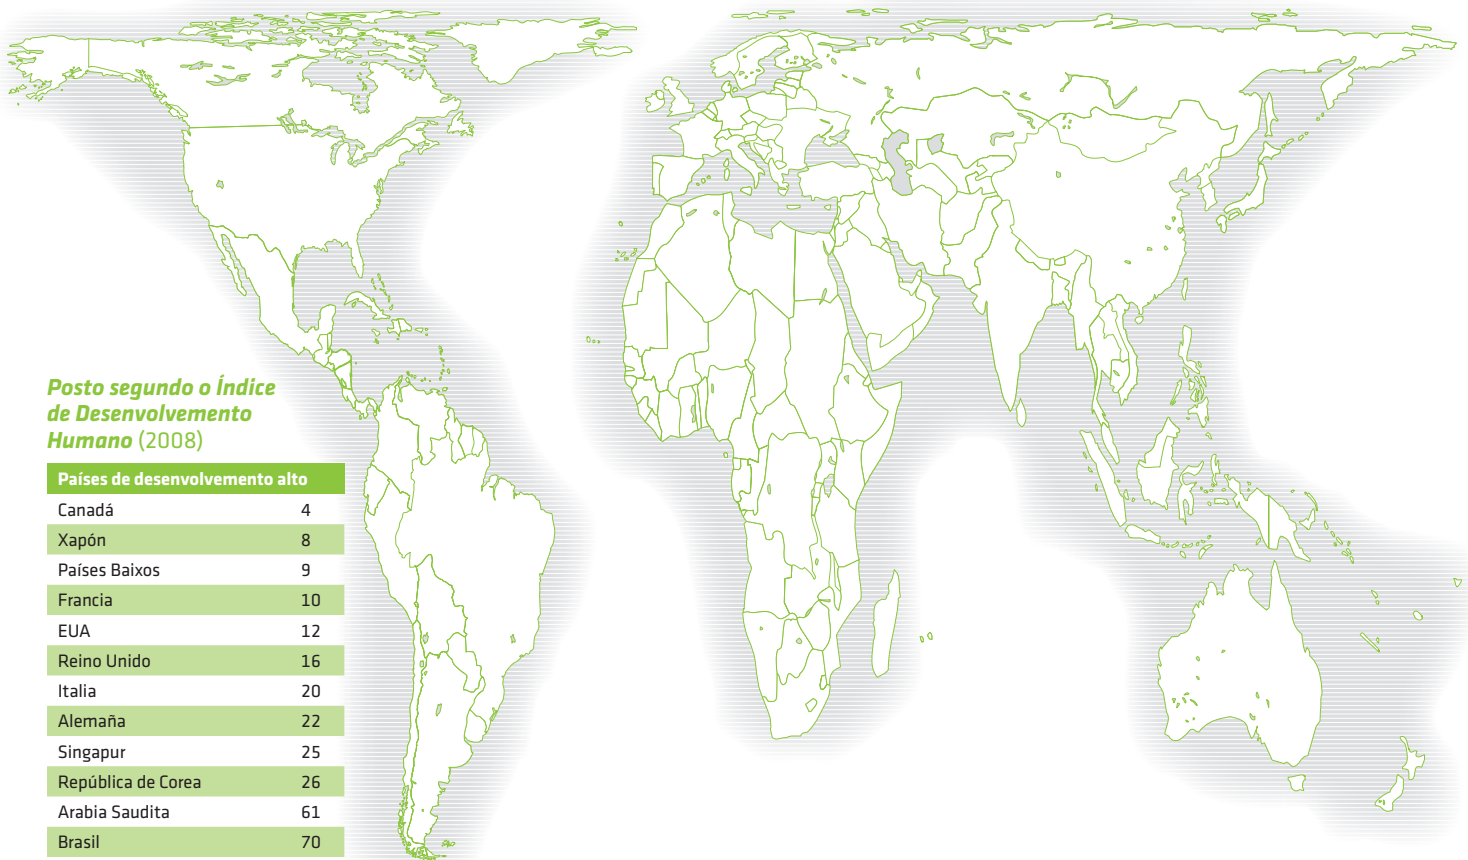 Posto segundo o Índice
de Desenvolvemento
Humano (2008)
Países de desenvolvemento alto
Canadá 4
Xapón 8
Países Baixos 9
Francia 10
EUA 12
Reino Unido 16
Italia 20
Alemaña 22
Singapur 25
República de Corea 26
Arabia Saudita 61
Brasil 70